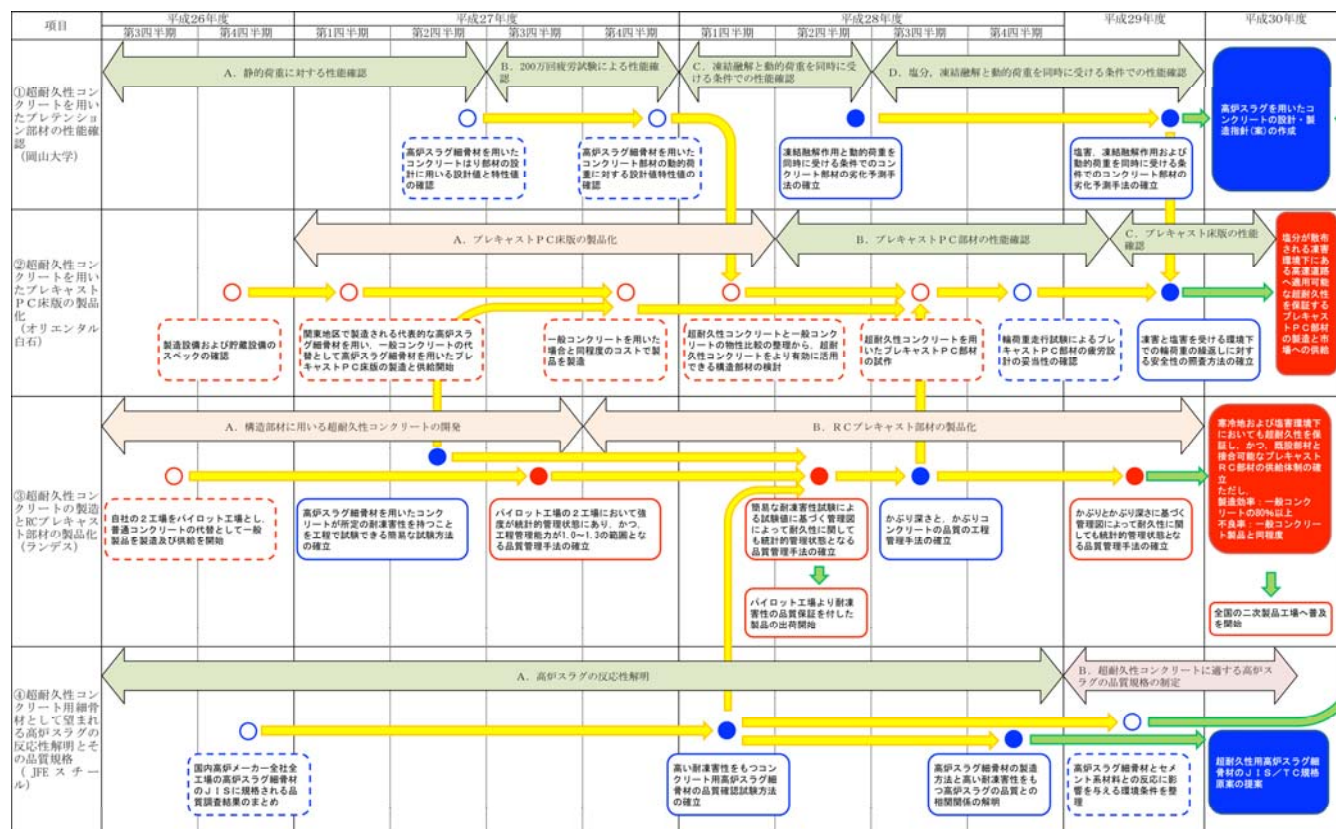 項目
平成26年度
平成27年度
平成28年度
平成29年度
平成30年度
第3四半期
第4四半期
第1四半期
第2四半期
第3四半期
第4四半期
第1四半期
第2四半期
第3四半期
第4四半期
①超耐久性コン
クリートを用い
たプレテンショ
ン部材の性能確
認
（岡山大学）
A．静的荷重に対する性能確認
B．200万回疲労試験による性能確
認
C．凍結融解と動的荷重を同時に受
ける条件での性能確認
D．塩分，凍結融解と動的荷重を同時に受ける条件での性能確認
高炉スラグ細骨材を用いた
コンクリートはり部材の設
計に用いる設計値と特性値
の確認
高炉スラグ細骨材を用いた
コンクリート部材の動的荷
重に対する設計値特性値の
確認
凍結融解作用と動的荷重を
同時に受ける条件でのコン
クリート部材の劣化予測手
法の確立
塩害、凍結融解作用および
動的荷重を同時に受ける条
件でのコンクリート部材の
劣化予測手法の確立
高炉スラグを用いたコ
ンクリートの設計・製
造指針(案)の作成
②超耐久性コン
クリートを用い
たプレキャスト
ＰＣ床版の製品
化
（オリエンタル
白石）
A．プレキャストＰＣ床版の製品化
B．プレキャストＰＣ部材の性能確認
C．プレキャスト床版の性能
確認
製造設備および貯蔵設備の
スペックの確認
関東地区で製造される代表的な高炉スラ
グ細骨材を用い、一般コンクリートの代
替として高炉スラグ細骨材を用いたプレ
キャストＰＣ床版の製造と供給開始
一般コンクリートを用いた
場合と同程度のコストで製
品を製造
超耐久性コンクリートと一般コンク
リートの物性比較の整理から、超耐
久性コンクリートをより有効に活用
できる構造部材の検討
超耐久性コンクリートを用
いたプレキャストＰＣ部材の
試作
輪荷重走行試験によるプレ
キャストＰＣ部材の疲労設
計の妥当性の確認
凍害と塩害を受ける環境下
での輪荷重の繰返しに対す
る安全性の照査方法の確立
塩分が散布
される凍害
環境下にあ
る高速道路
へ適用可能
な超耐久性
を保証する
プレキャス
トＰＣ部材
の製造と市
場への供給
③超耐久性コン
クリートの製造
とRCプレキャス
ト部材の製品化
（ランデス）
A．構造部材に用いる超耐久性コンクリートの開発
B．ＲＣプレキャスト部材の製品化
自社の２工場をパイロット工場とし、
普通コンクリートの代替として一般
製品を製造及び供給を開始
高炉スラグ細骨材を用いたコンク
リートが所定の耐凍害性を持つこと
を工程で試験できる簡易な試験方法
の確立
パイロット工場の２工場において強
度が統計的管理状態にあり、かつ、
工程管理能力が1.0～1.3の範囲とな
る品質管理手法の確立
簡易な耐凍害性試験に
よる試験値に基づく管理図
によって耐久性に関して
も統計的管理状態とな
る品質管理手法の確立
パイロット工場より耐凍
害性の品質保証を付した
製品の出荷開始
かぶり深さと、かぶりコ
ンクリートの品質の工程
管理手法の確立
かぶりとかぶり深さに基づく
管理図によって耐久性に関
しても統計的管理状態とな
る品質管理手法の確立
寒冷地および塩害環境下
においても超耐久性を保
証し、かつ、既設部材と
接合可能なプレキャスト
ＲＣ部材の供給体制の確
立
ただし、
製造効率：一般コンク
リートの80%以上
不良率：一般コンクリー
ト製品と同程度
全国の二次製品工場へ普及
を開始
④超耐久性コン
クリート用細骨
材として望まれ
る高炉スラグの
反応性解明とそ
の品質規格
（JFEスチー
ル）
A．高炉スラグの反応性解明
B．超耐久性コンクリートに適する高炉ス
ラグの品質規格の制定
国内高炉メーカー全社全
工場の高炉スラグ細骨材
のＪＩＳに規格される品
質調査結果のまとめ
高い耐凍害性をもつコン
クリート用高炉スラグ細
骨材の品質確認試験方法
の確立
高炉スラグ細骨材の製造
方法と高い耐凍害性をも
つ高炉スラグの品質との
相関関係の解明
高炉スラグ細骨材とセメン
ト系材料との反応に影
響を与える環境条件を整
理
超耐久性用高炉スラグ細
骨材のＪＩＳ／ＴＣ規格
原案の提案